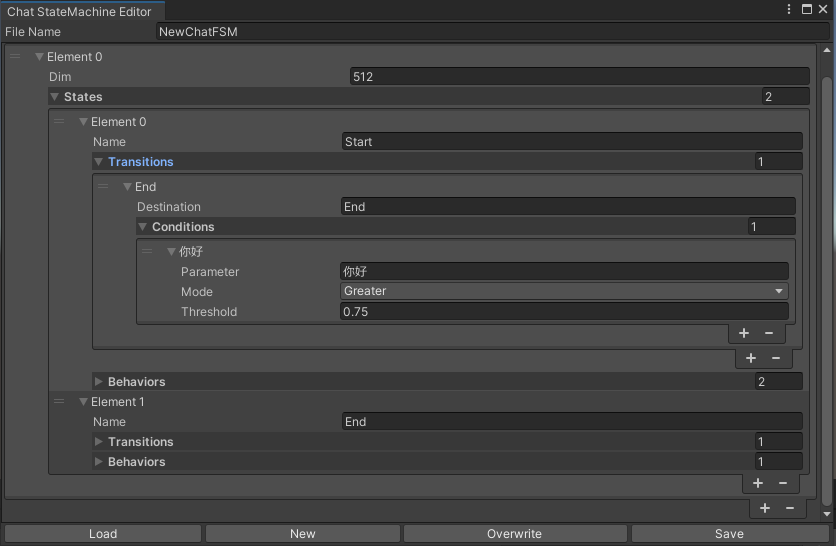 Chat StateMachine Editor
File Name NewChatFSM
Element 0
Dim 512
States 2
Element 0
Name Start
Transitions 1
End
Destination End
Conditions 1
你好
Parameter 你好
Mode Greater
Threshold 0.75
+ −
+ −
Behaviors 2
Element 1
Name End
Transitions 1
Behaviors 1
+ −
+ −
Load New Overwrite Save